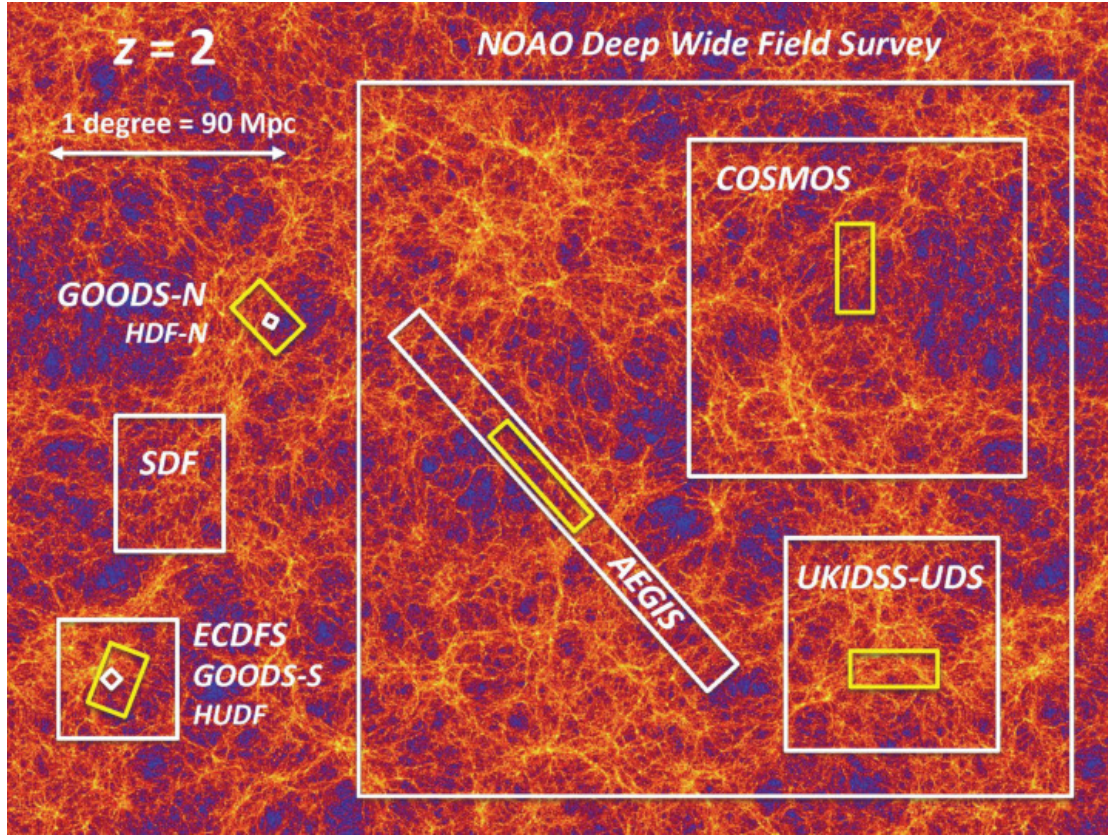 z = 2
NOAO Deep Wide Field Survey
1 degree = 90 Mpc
COSMOS
GOODS-N
HDF-N
SDF
AEGIS
UKIDSS-UDS
ECDFS
GOODS-S
HUDF